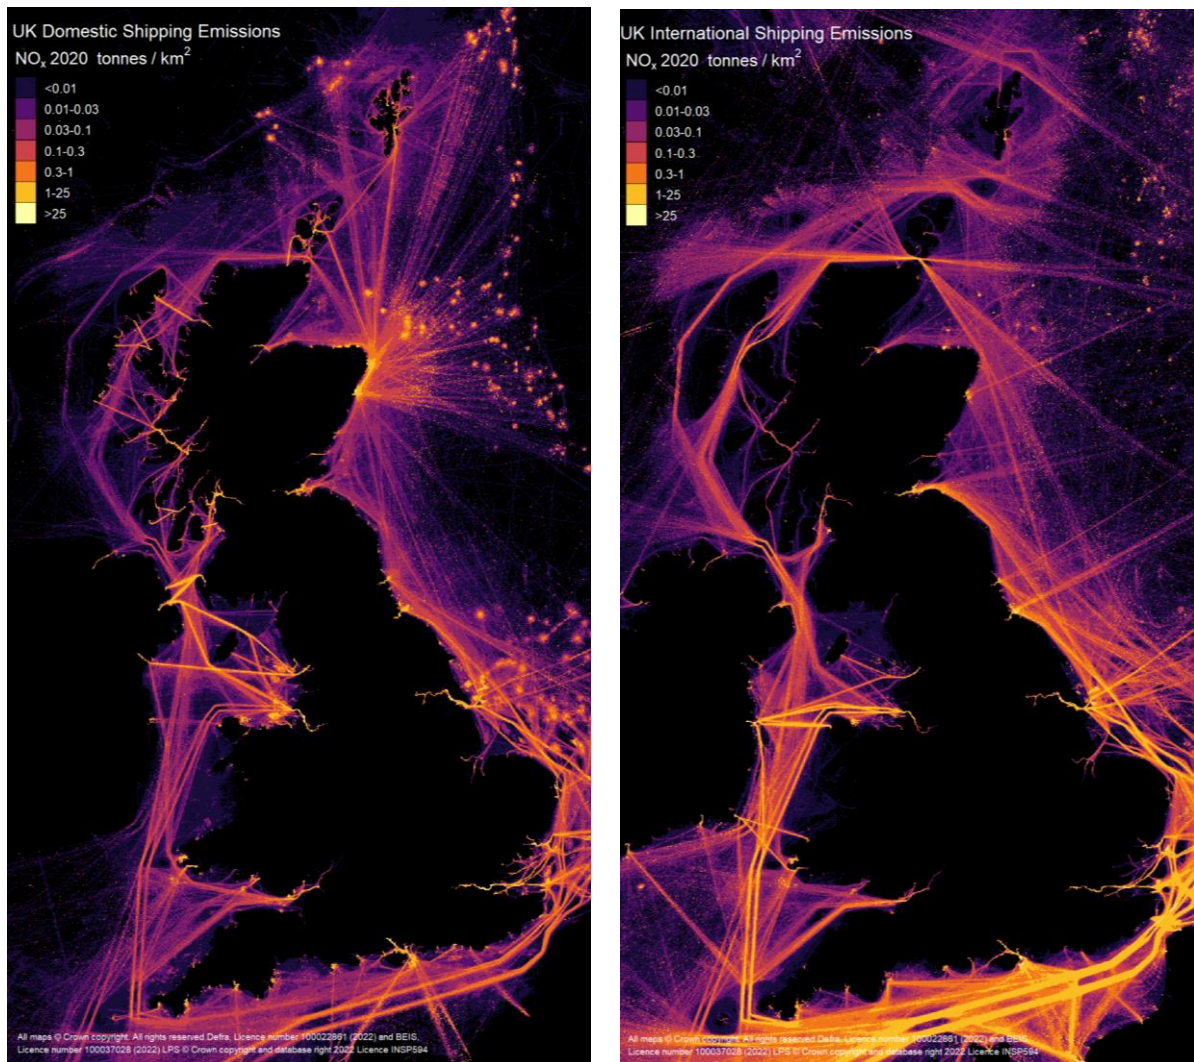 UK Domestic Shipping Emissions
NOx 2020 tonnes / km2
<0.01
0.01-0.03
0.03-0.1
0.1-0.3
0.3-1
1-25
>25
All maps © Crown copyright. All rights reserved Defra, Licence number 100022861 (2022) and BEIS,
Licence number 100037028 (2022) LPS © Crown copyright and database right 2022 Licence INSP594
UK International Shipping Emissions
NOx 2020 tonnes / km2
<0.01
0.01-0.03
0.03-0.1
0.1-0.3
0.3-1
1-25
>25
All maps © Crown copyright. All rights reserved Defra, Licence number 100022861 (2022) and BEIS,
Licence number 100037028 (2022) LPS © Crown copyright and database right 2022 Licence INSP594